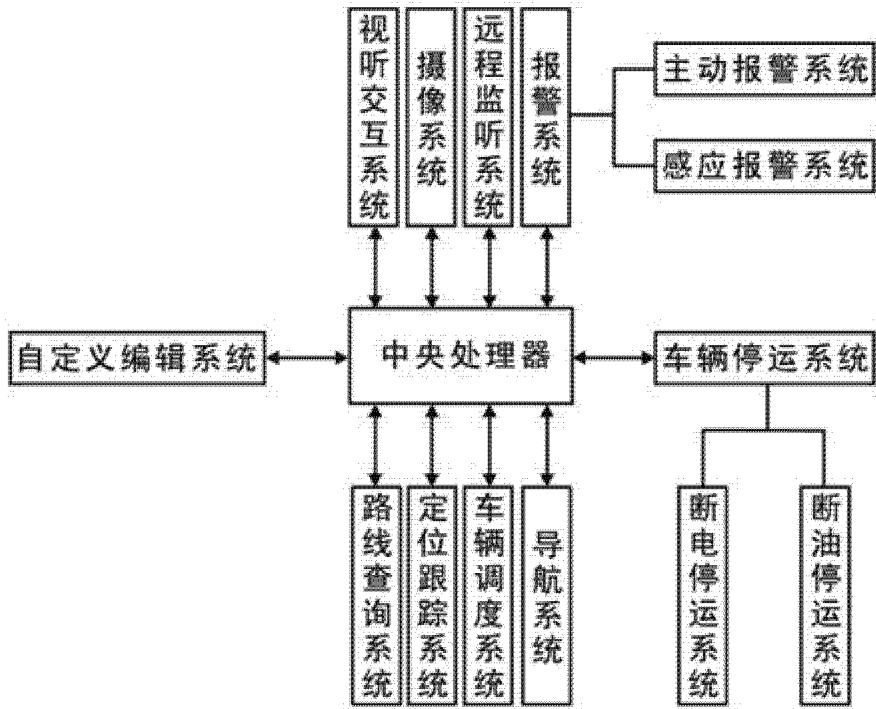 视听交互系统
摄像系统
远程监听系统
报警系统
主动报警系统
感应报警系统
自定义编辑系统
中央处理器
车辆停运系统
路线查询系统
定位跟踪系统
车辆调度系统
导航系统
断电停运系统
断油停运系统